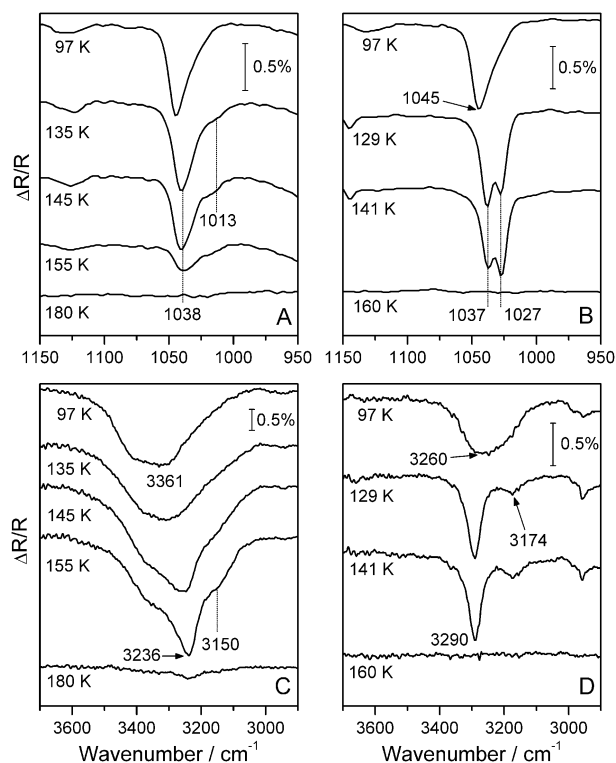 97 K
0.5%
135 K
145 K
1013
155 K
180 K
1038
A
1150 1100 1050 1000 950
ΔR/R
97 K
0.5%
1045
129 K
141 K
160 K
1037
1027
B
1150 1100 1050 1000 950
97 K
0.5%
3361
135 K
145 K
155 K
3236
3150
180 K
C
3600 3400 3200 3000
Wavenumber / cm-1
ΔR/R
97 K
0.5%
3260
129 K
3174
141 K
3290
160 K
D
3600 3400 3200 3000
Wavenumber / cm-1